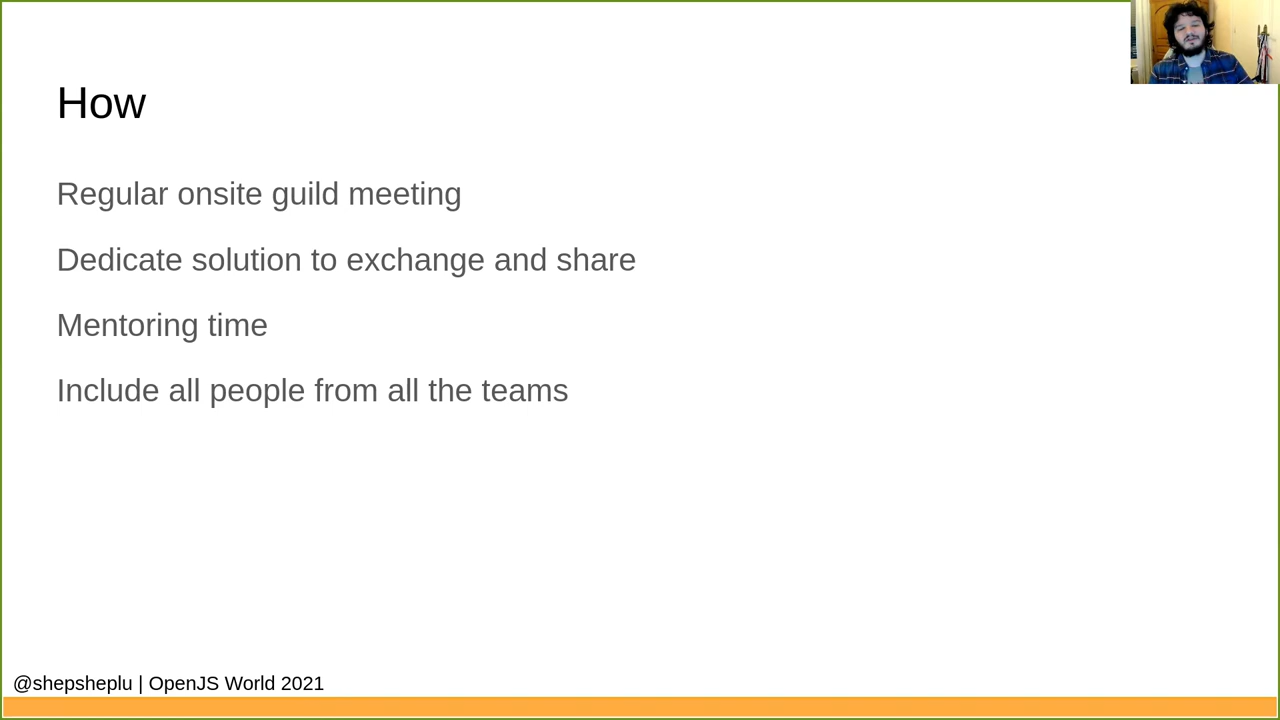 How
Regular onsite guild meeting
Dedicate solution to exchange and share
Mentoring time
Include all people from all the teams
@shepsheplu | OpenJS World 2021